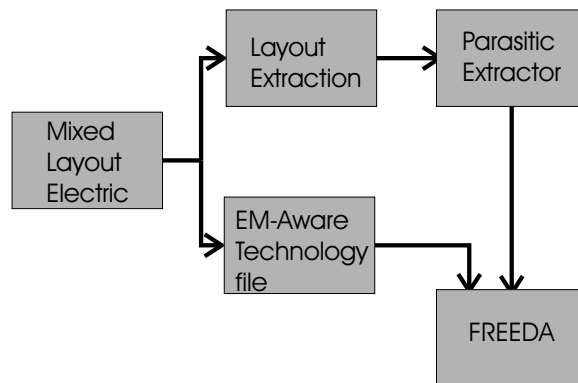 Layout
Extraction
Parasitic
Extractor
Mixed
Layout
Electric
EM-Aware
Technology
file
FREEDA